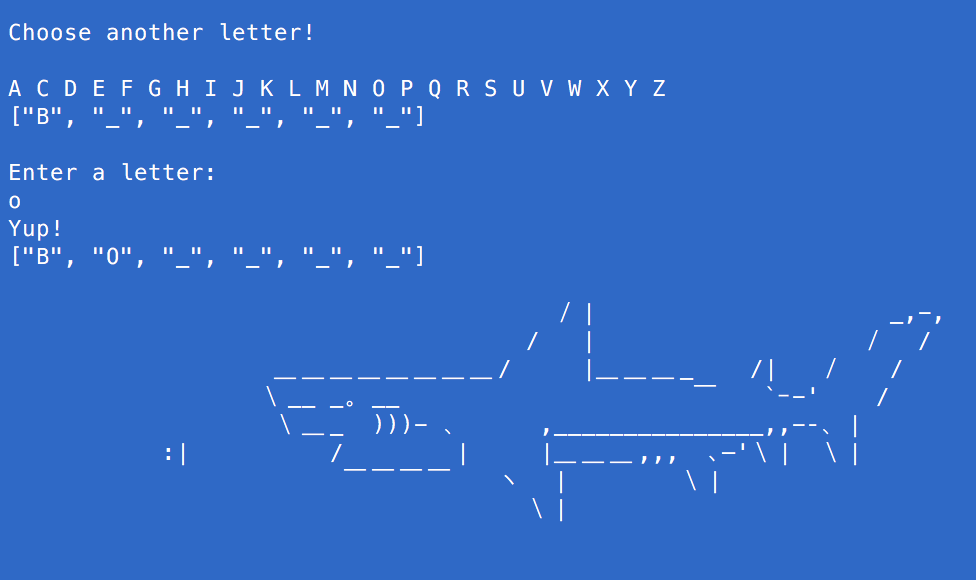 Choose another letter!
A C D E F G H I J K L M N O P Q R S U V W X Y Z
["B", "_", "_", "_", "_", "_"]
Enter a letter:
o
Yup!
["B", "O", "_", "_", "_", "_"]